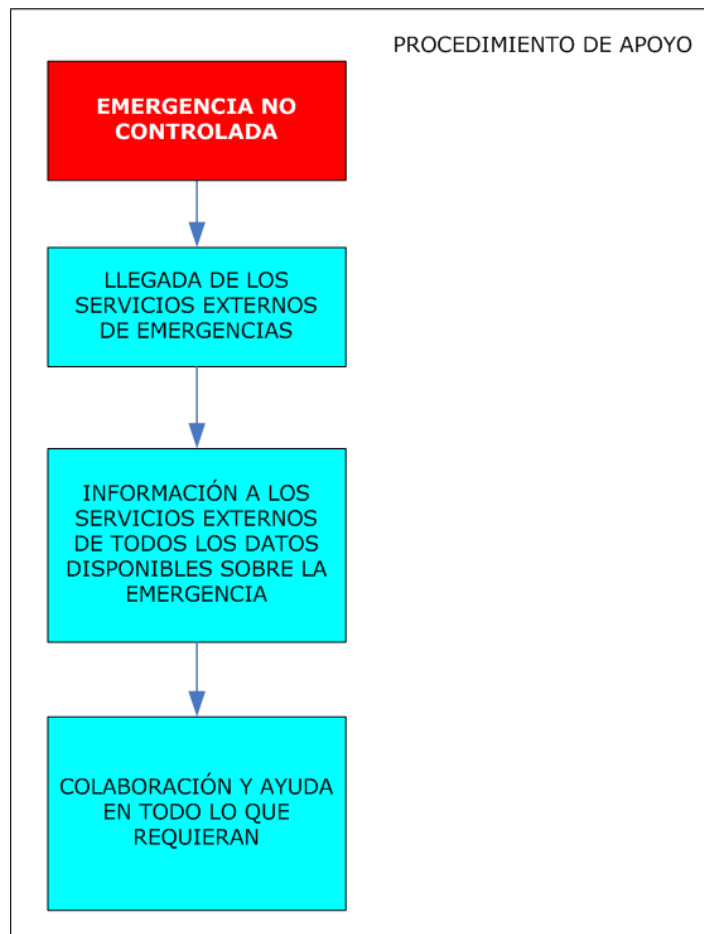 PROCEDIMIENTO DE APOYO
EMERGENCIA NO
CONTROLADA
LLEGADA DE LOS
SERVICIOS EXTERNOS
DE EMERGENCIAS
INFORMACIÓN A LOS
SERVICIOS EXTERNOS
DE TODOS LOS DATOS
DISPONIBLES SOBRE LA
EMERGENCIA
COLABORACIÓN Y AYUDA
EN TODO LO QUE
REQUIERAN